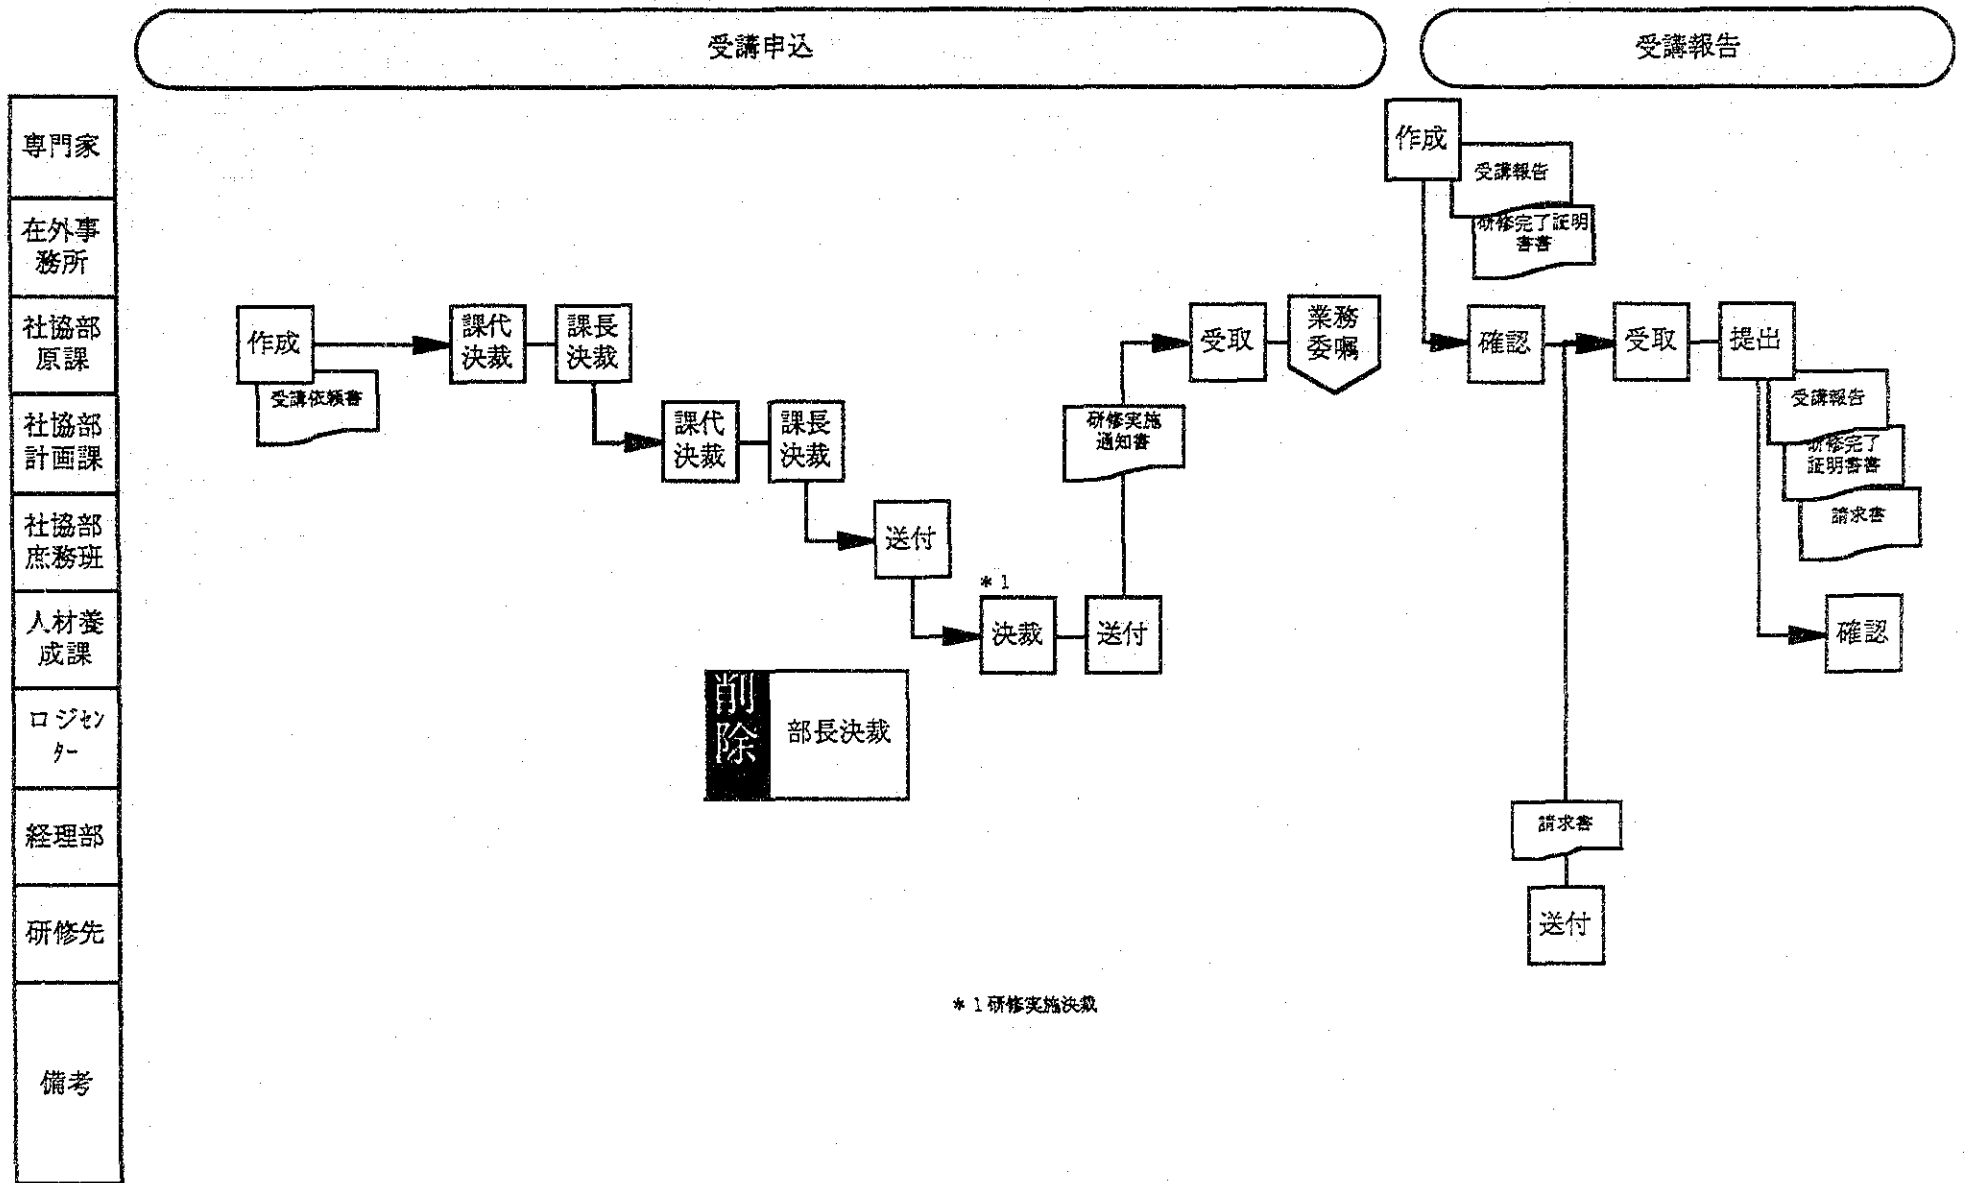 受講申込
受講報告
専門家
作成
受講報告
研修完了証明
書書
在外事
務所
社協部
原課
作成
受講依頼書
課代
決裁
課長
決裁
受取
業務
委嘱
確認
受取
提出
受講報告
研修完了
証明書書
請求書
社協部
計画課
課代
決裁
課長
決裁
研修実施
通知書
社協部
庶務班
送付
人材養
成課
＊1
決裁
送付
確認
ロジセン
ター
削
除
部長決裁
経理部
請求書
研修先
送付
備考
＊1研修実施決裁